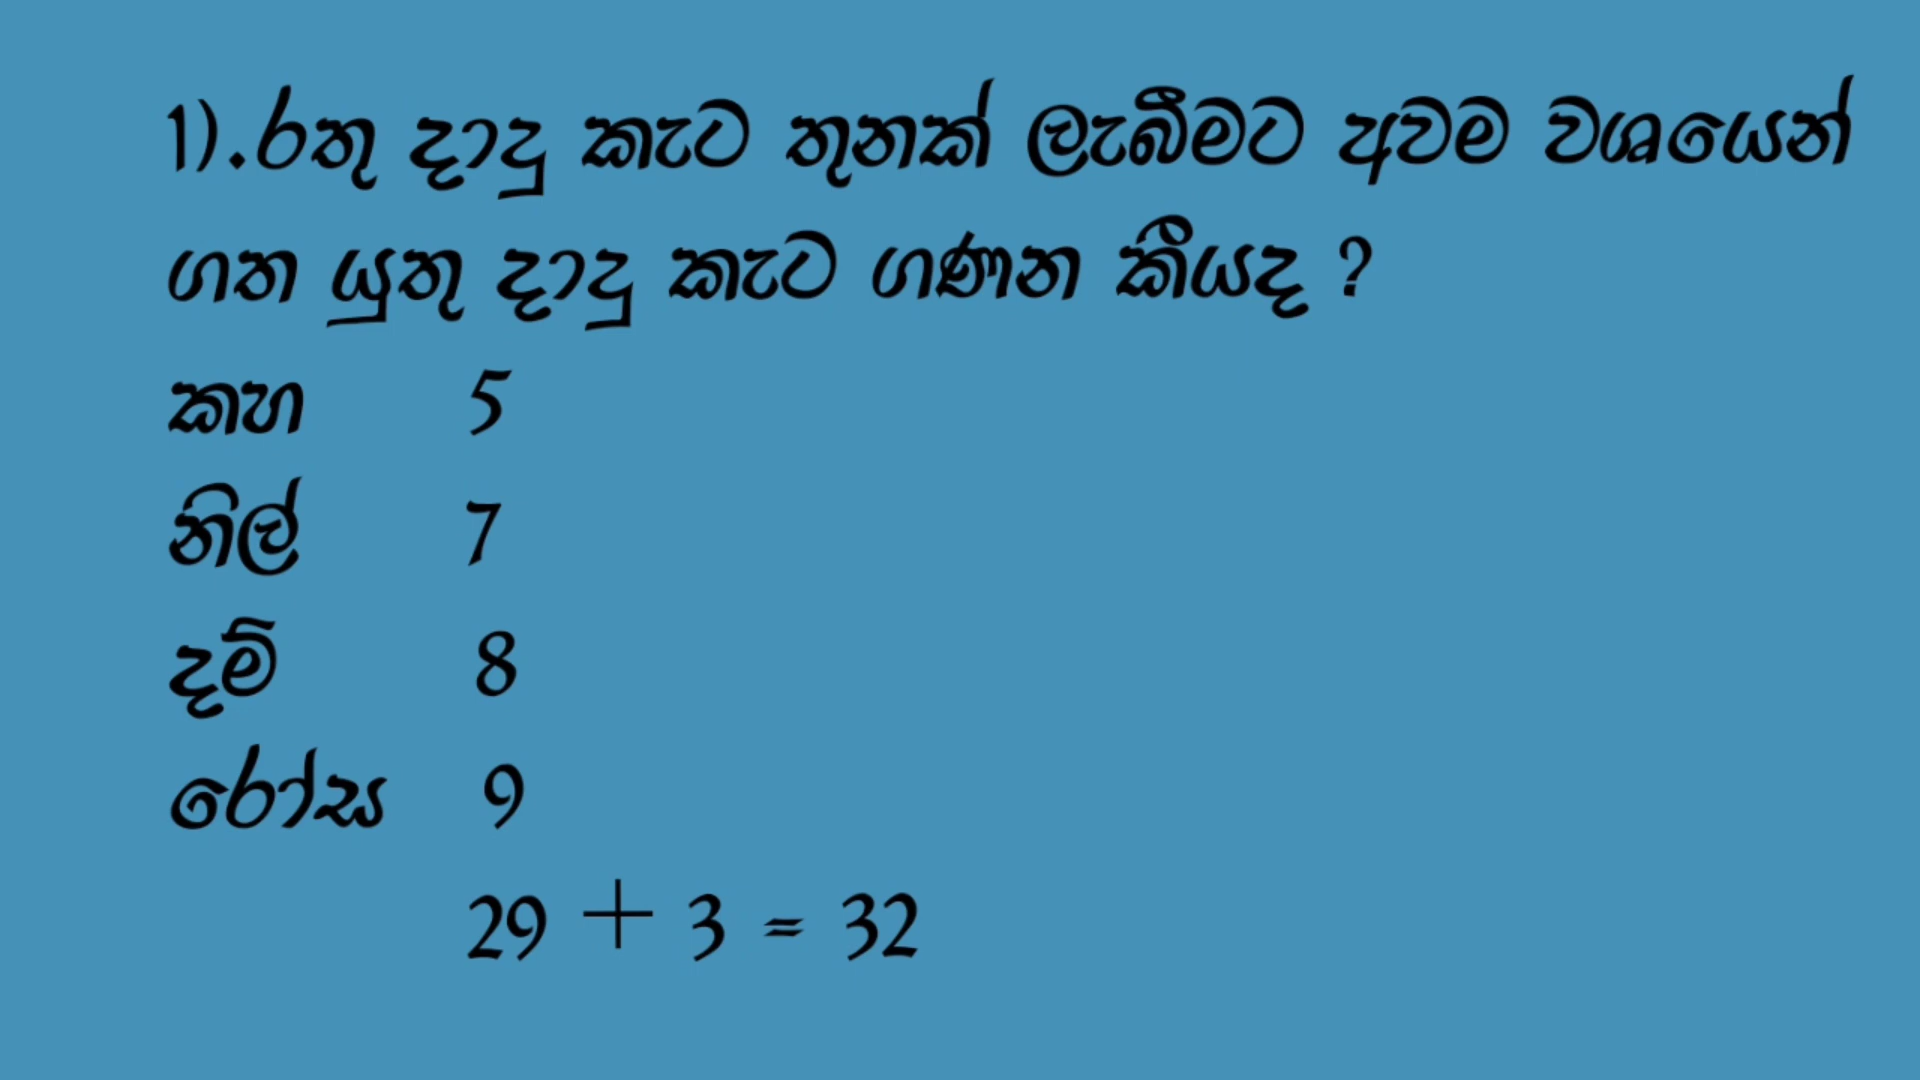 1).රතු දාදු කැට තුනක් ලැබීමට අවම වශයෙන්
ගත යුතු දාදු කැට ගණන කීයද ?
කහ 5
නිල් 7
දම් 8
රෝස 9
29 + 3 = 32